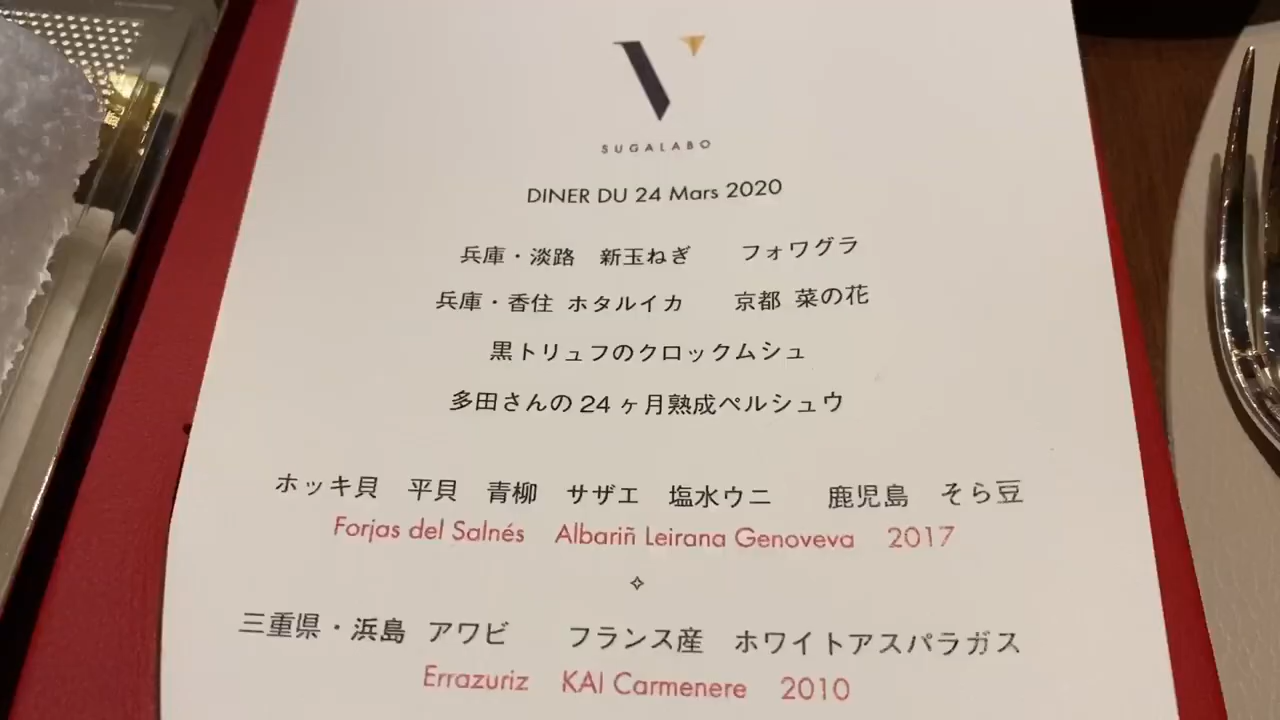 V
SUGALABO
DINER DU 24 Mars 2020
兵庫・淡路 新玉ねぎ フォワグラ
兵庫・香住 ホタルイカ 京都 菜の花
黒トリュフのクロックムシュ
多田さんの24ヶ月熟成ペルシュウ
ホッキ貝 平貝 青柳 サザエ 塩水ウニ 鹿児島 そら豆
Forjas del Salnés Albariñ Leirana Genoveva 2017
三重県・浜島 アワビ フランス産 ホワイトアスパラガス
Errazuriz KAI Carmenere 2010